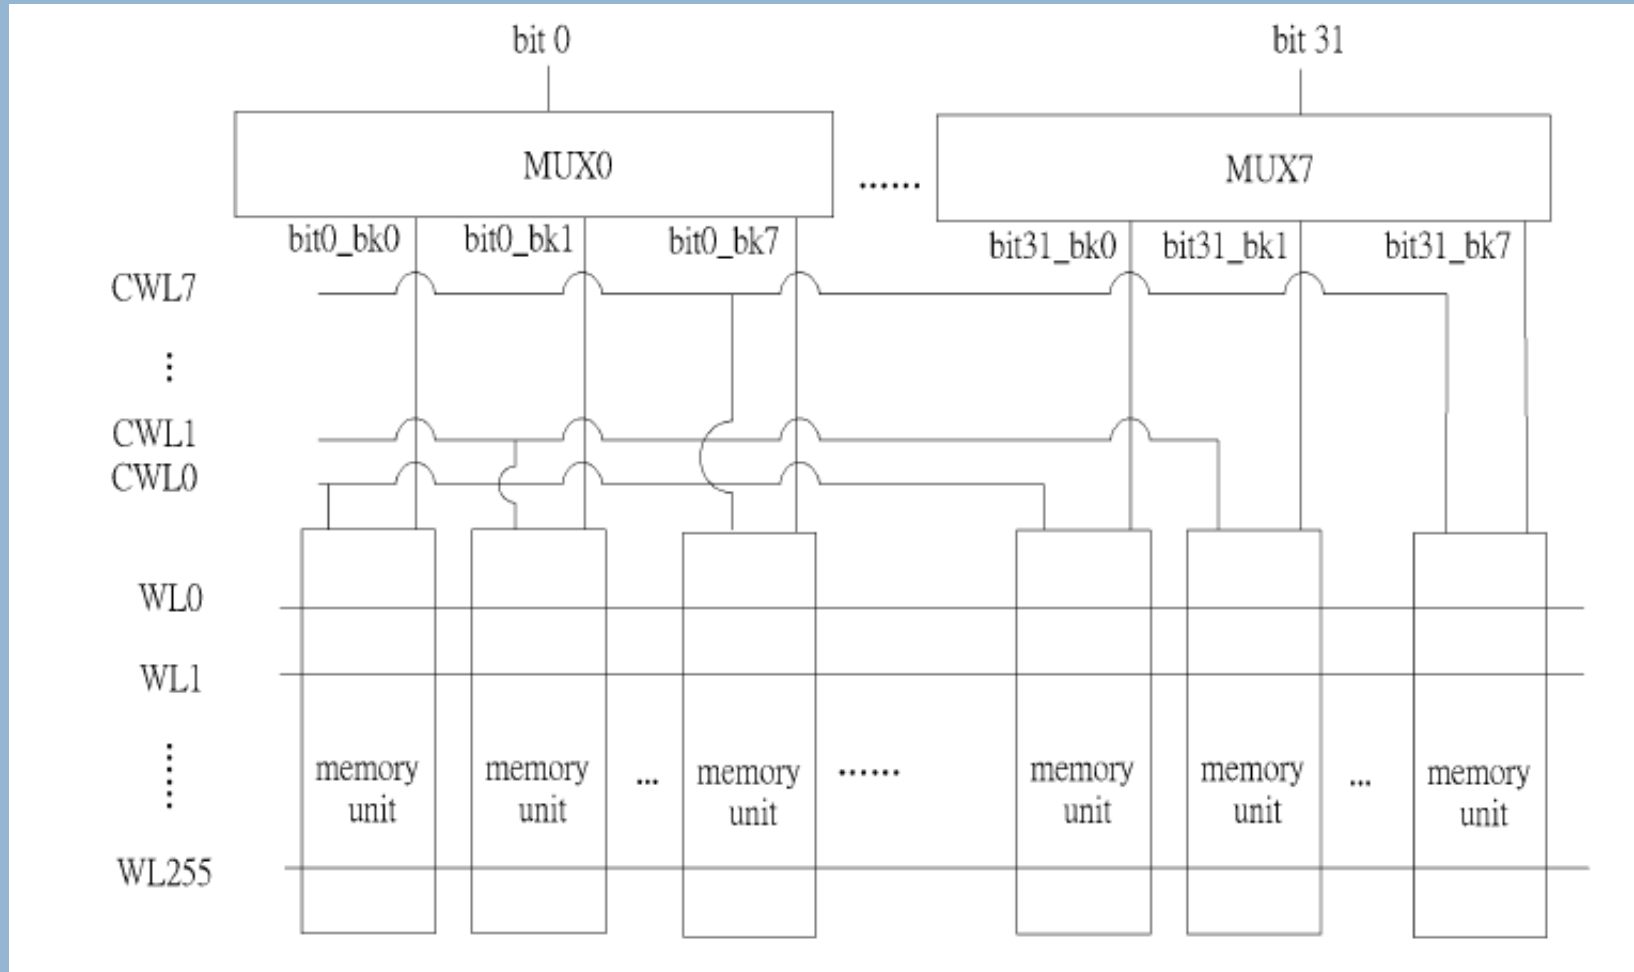 bit 0
bit 31
MUX0
......
MUX7
bit0_bk0
bit0_bk1
bit0_bk7
bit31_bk0
bit31_bk1
bit31_bk7
CWL7
...
CWL1
CWL0
WL0
WL1
......
WL255
memory
unit
memory
unit
...
memory
unit
......
memory
unit
memory
unit
...
memory
unit